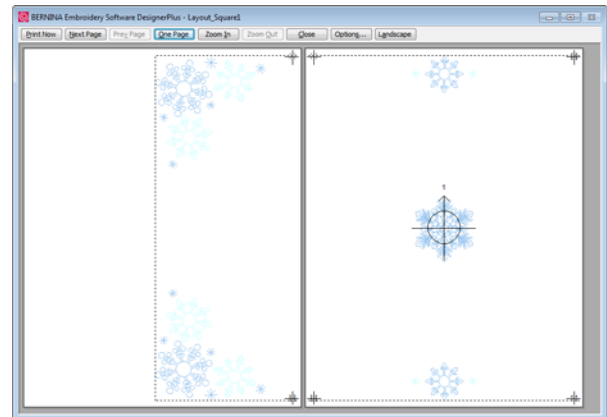 BERNINA Embroidery Software DesignerPlus - Layout_Square1
Print Now Next Page Prev Page One Page Zoom In Zoom Out Close Options... Landscape
1